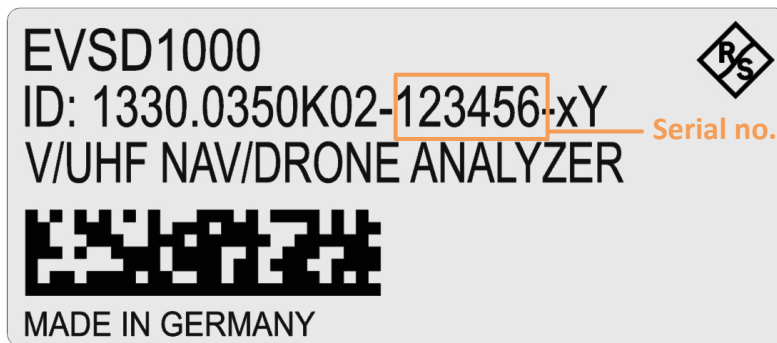 EVSD1000
R&S
ID: 1330.0350K02-123456-xY
Serial no.
V/UHF NAV/DRONE ANALYZER
MADE IN GERMANY